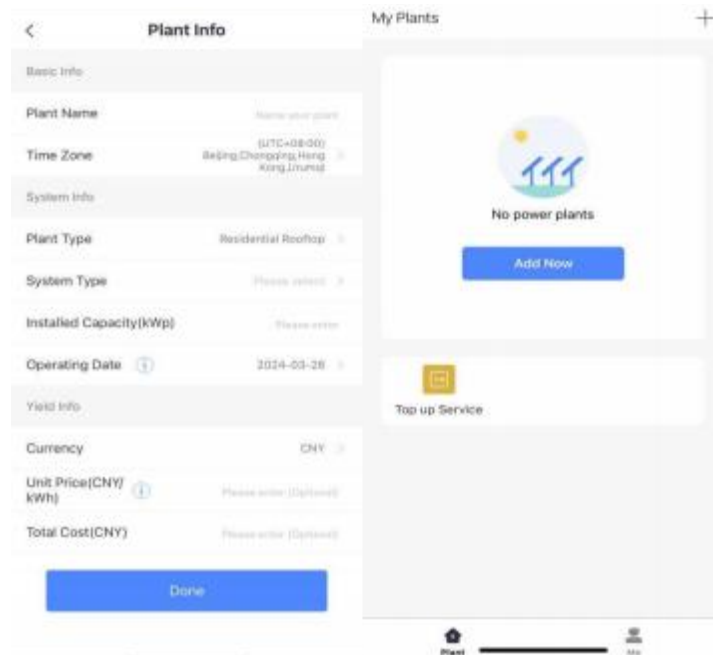 Plant Info
Basic Info
Plant Name
Name your plant
Time Zone
(UTC+08:00)
Beijing,Chongqing,Hong
Kong,Urumqi
System Info
Plant Type
Residential Rooftop
System Type
Please select
Installed Capacity(kWp)
Please enter
Operating Date
2024-03-28
Yield Info
Currency
CNY
Unit Price(CNY/
kWh)
Please enter (Optional)
Total Cost(CNY)
Please enter (Optional)
Done
My Plants
No power plants
Add Now
Top up Service
Plant
Me